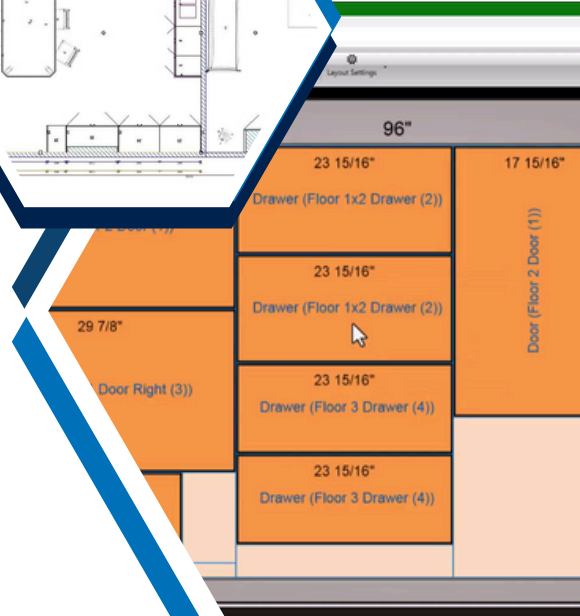 Layout Settings
96"
23 15/16"
17 15/16"
Drawer (Floor 1x2 Drawer (2))
Door (Floor 2 Door (1))
23 15/16"
Drawer (Floor 1x2 Drawer (2))
29 7/8"
Door Right (3))
23 15/16"
Drawer (Floor 3 Drawer (4))
23 15/16"
Drawer (Floor 3 Drawer (4))